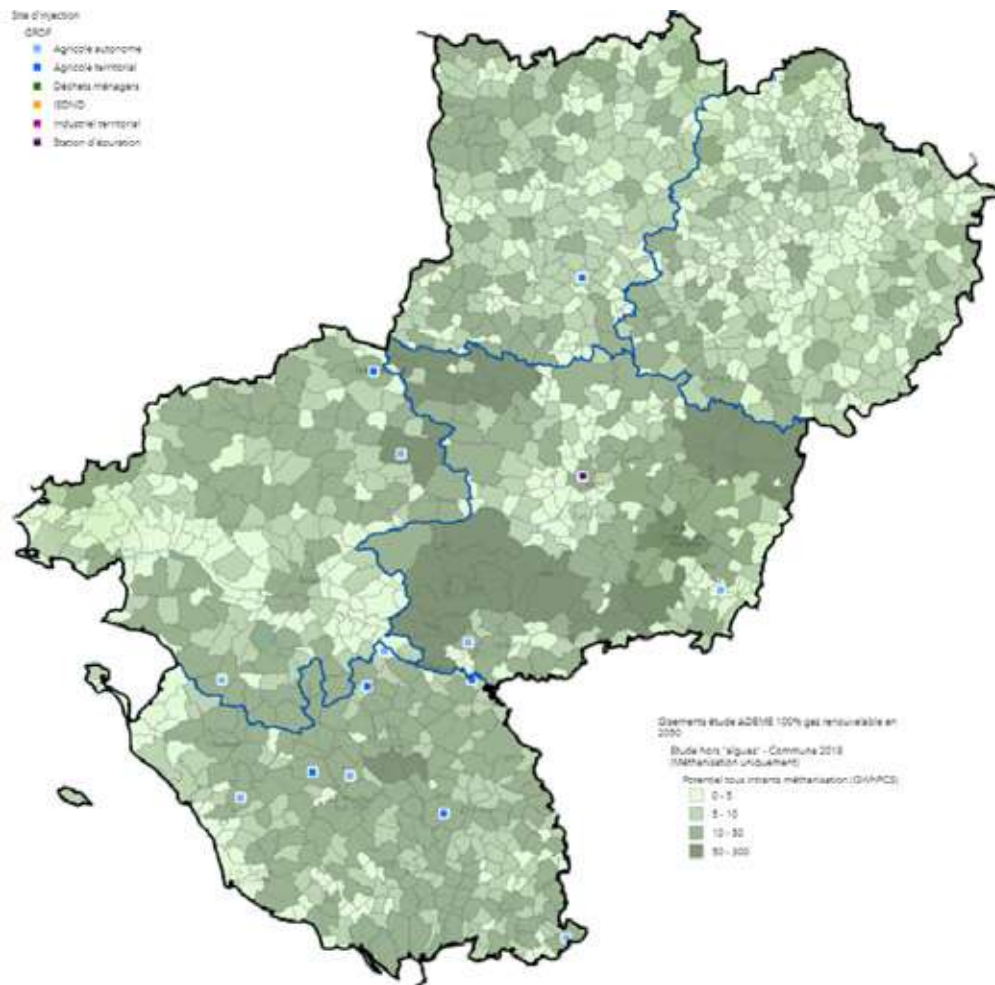 Site d'injection
GRDF
Agricole autonome
Agricole territorial
Déchets ménagers
ISDND
Industriel territorial
Station d'épuration
Gisements étude ADEME 100% gaz renouvelable en
2050
Etude hors "algues" - Commune 2018
(Méthanisation uniquement)
Potentiel tous intrants méthanisation (GWhPCS)
0 - 5
5 - 10
10 - 50
50 - 300